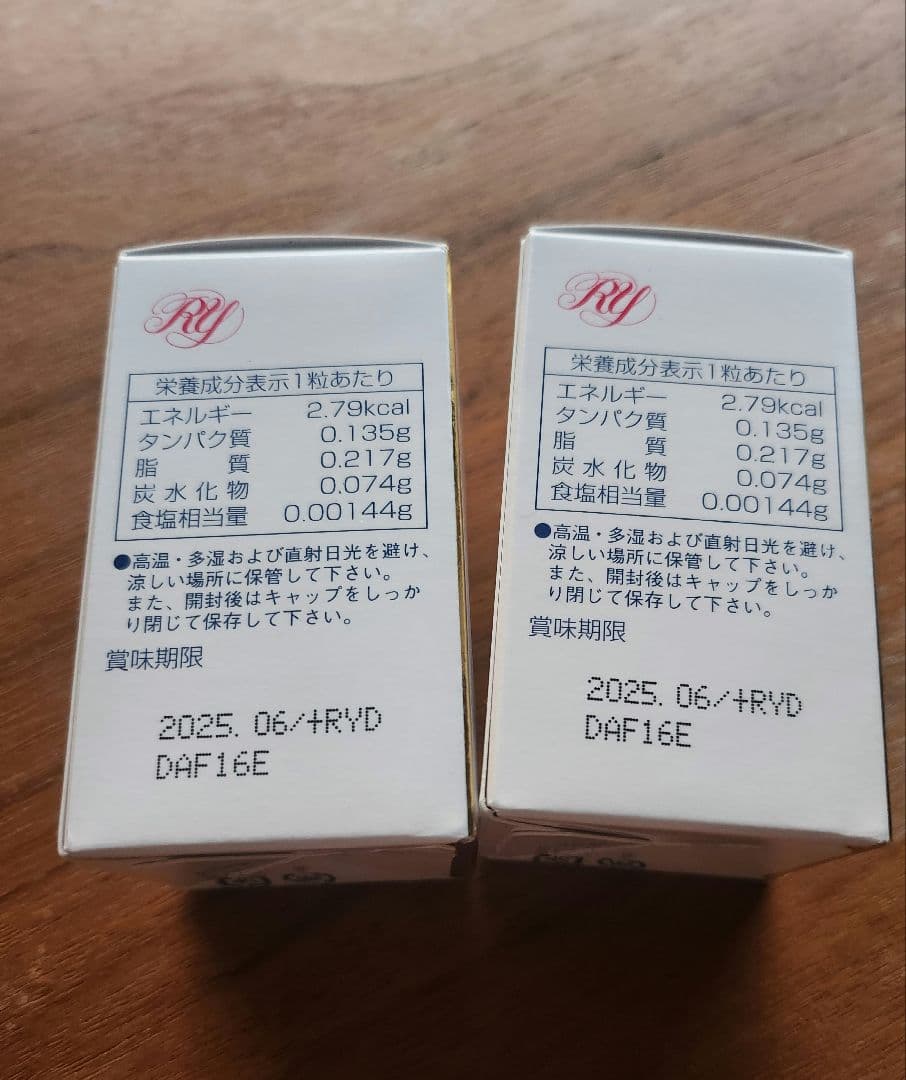 RY
栄養成分表示1粒あたり
エネルギー 2.79kcal
タンパク質 0.135g
脂質 0.217g
炭水化物 0.074g
食塩相当量 0.00144g
●高温・多湿および直射日光を避け、
涼しい場所に保管して下さい。
また、開封後はキャップをしっか
り閉じて保存して下さい。
賞味期限
2025. 06/+RYD
DAF16E
RY
栄養成分表示1粒あたり
エネルギー 2.79kcal
タンパク質 0.135g
脂質 0.217g
炭水化物 0.074g
食塩相当量 0.00144g
●高温・多湿および直射日光を避け、
涼しい場所に保管して下さい。
また、開封後はキャップをしっか
り閉じて保存して下さい。
賞味期限
2025. 06/+RYD
DAF16E